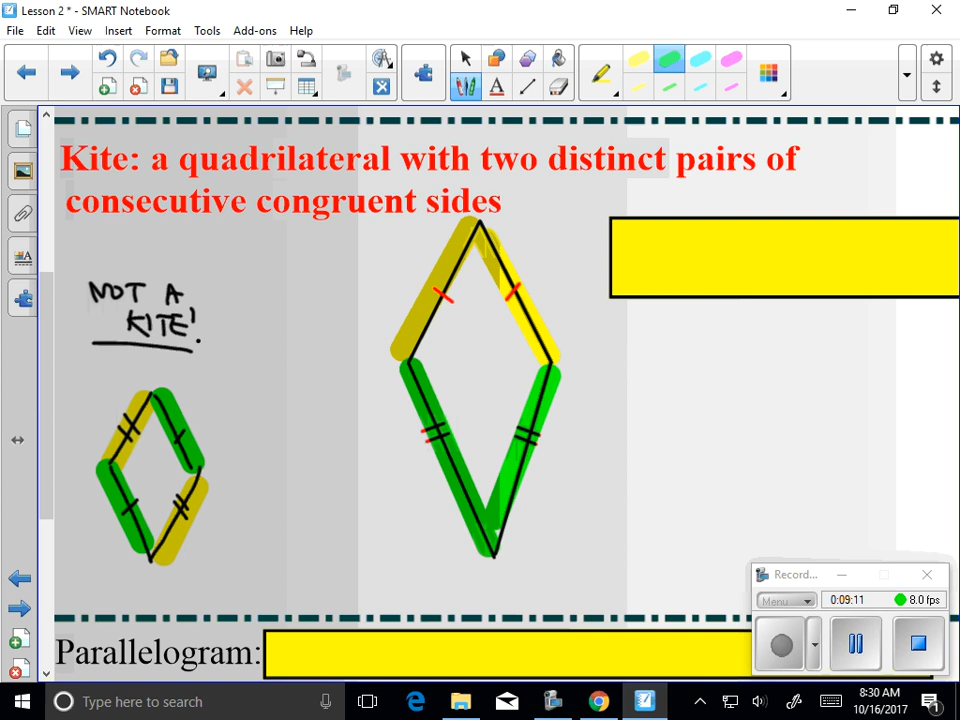 Lesson 2 * - SMART Notebook
File Edit View Insert Format Tools Add-ons Help
Kite: a quadrilateral with two distinct pairs of
consecutive congruent sides
NOT A
KITE!
Record...
Menu
0:09:11
8.0 fps
Parallelogram:
Type here to search
8:30 AM
10/16/2017
1